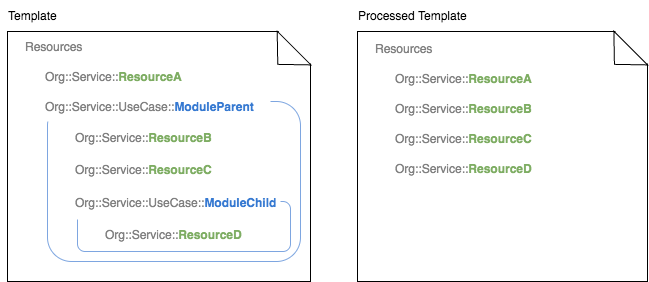 Template
Resources
Org::Service::ResourceA
Org::Service::UseCase::ModuleParent
Org::Service::ResourceB
Org::Service::ResourceC
Org::Service::UseCase::ModuleChild
Org::Service::ResourceD
Processed Template
Resources
Org::Service::ResourceA
Org::Service::ResourceB
Org::Service::ResourceC
Org::Service::ResourceD